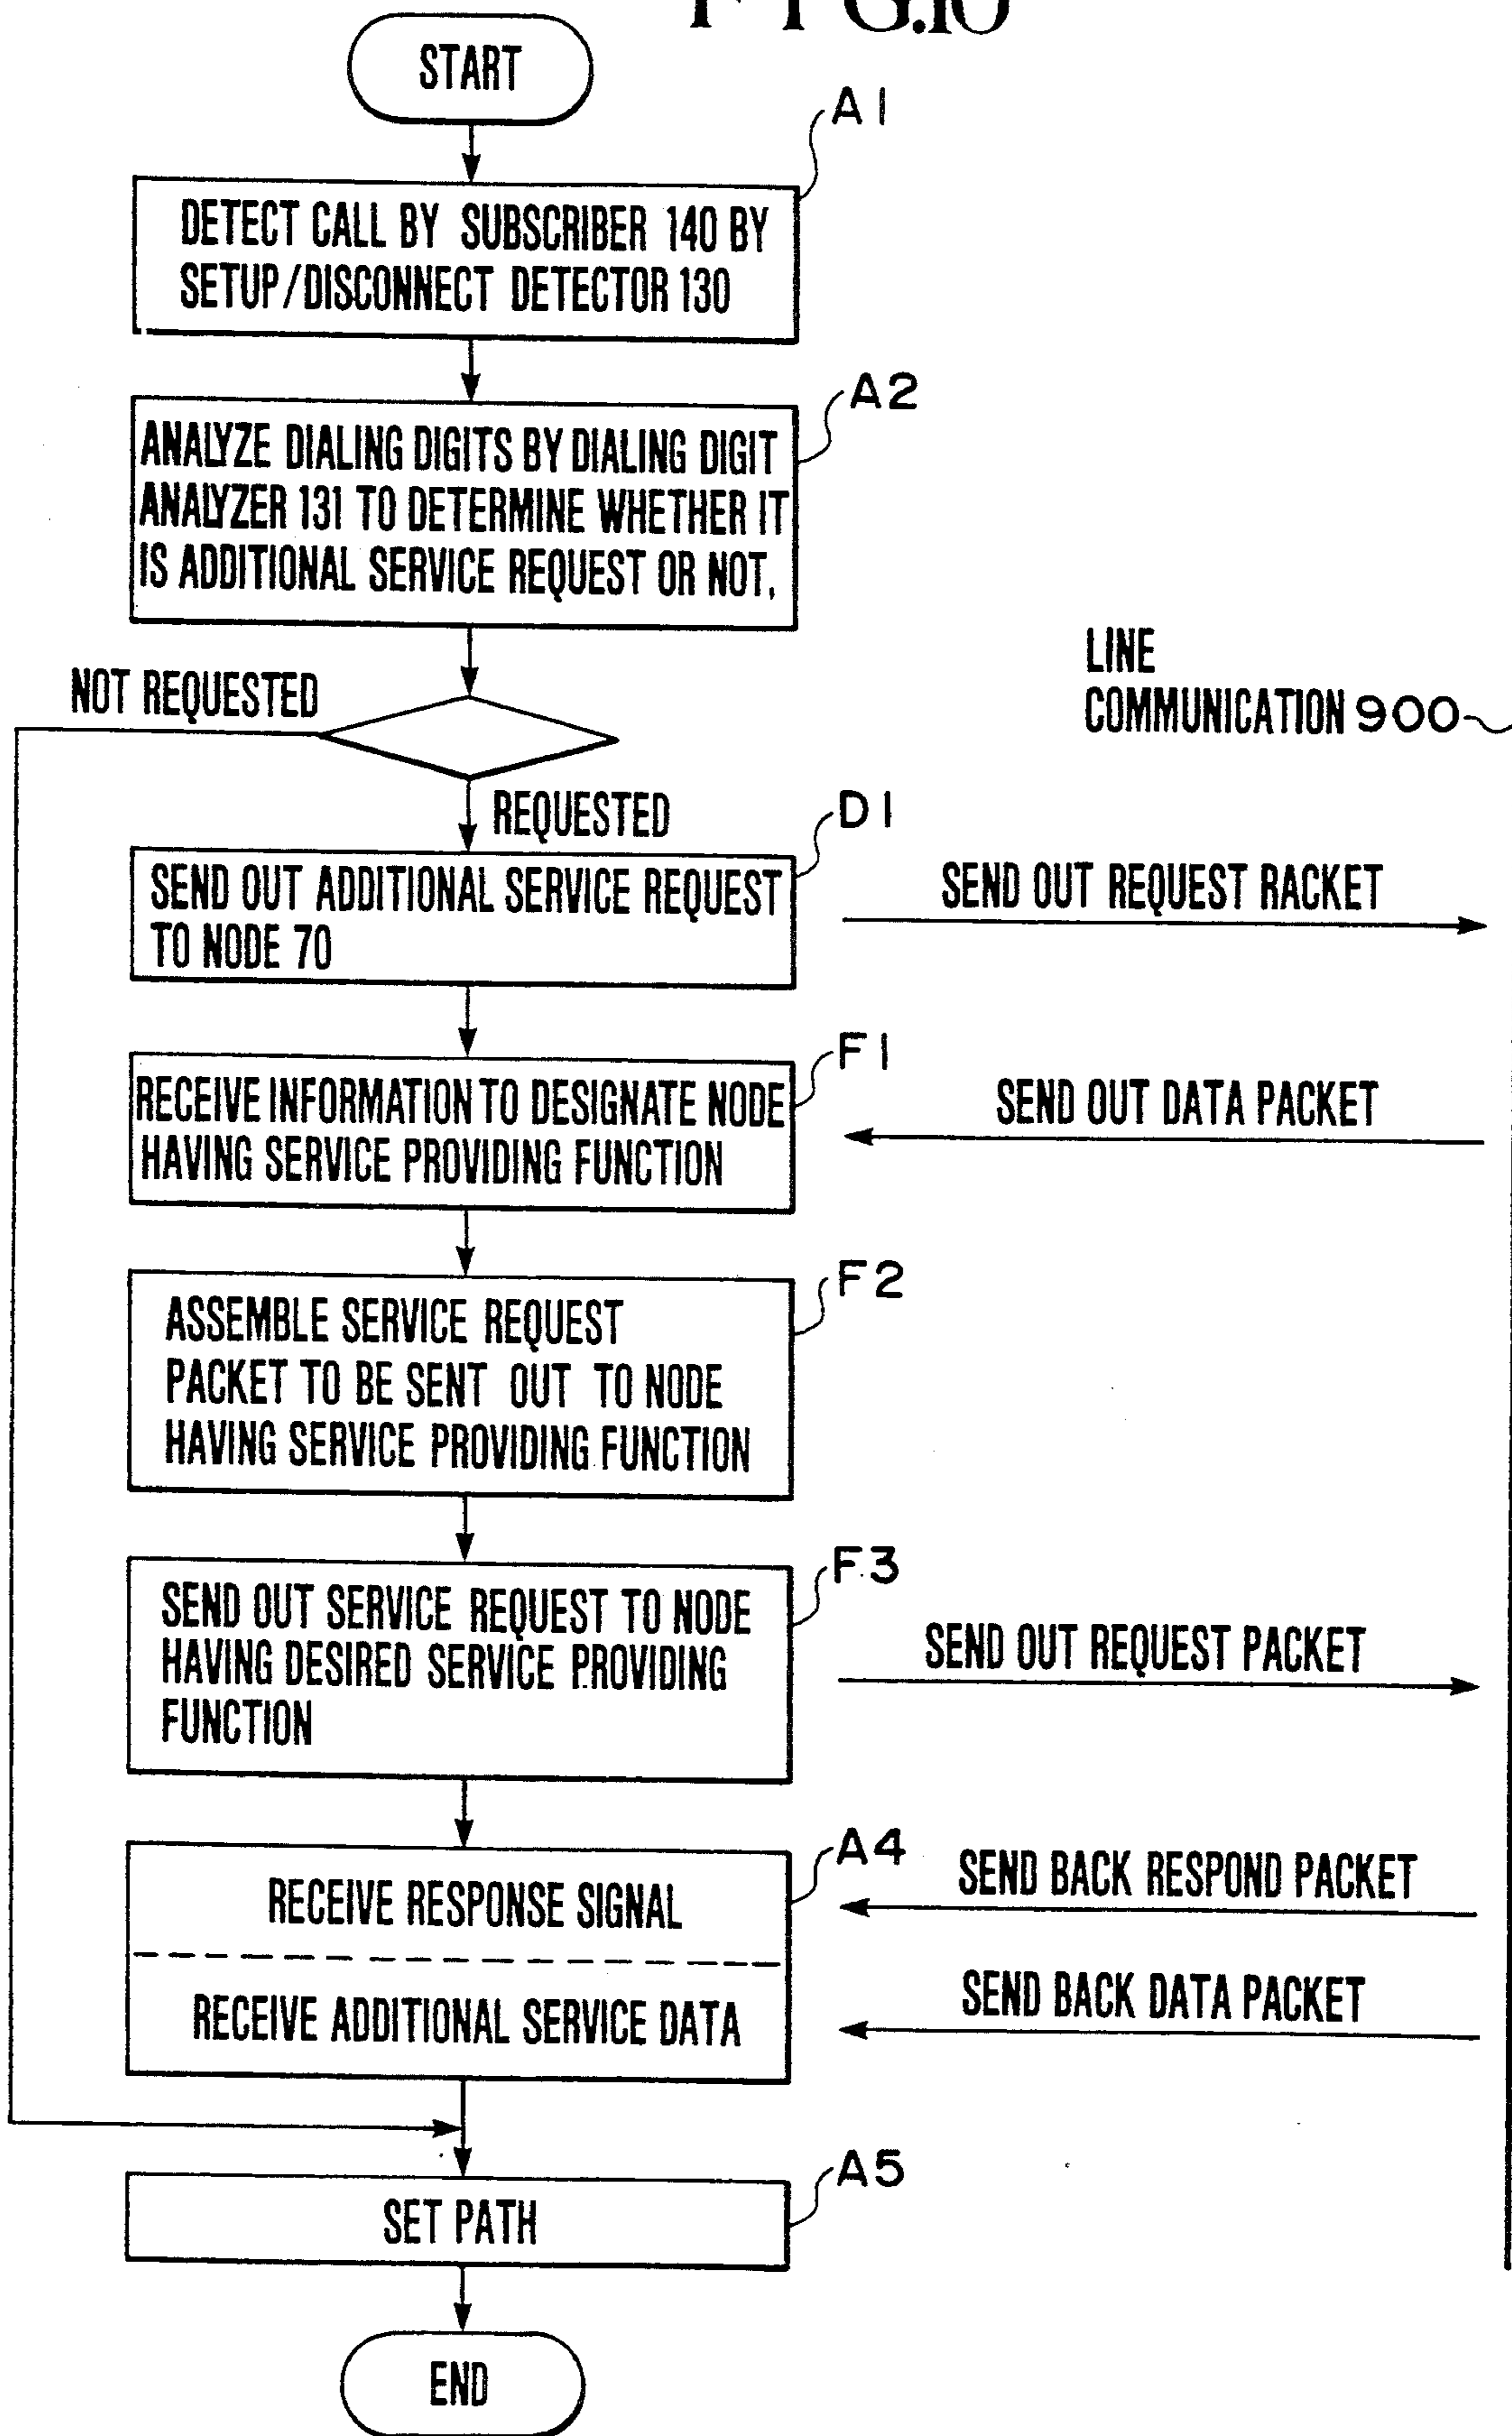 FIG.10
START
A1
DETECT CALL BY SUBSCRIBER 140 BY
SETUP/DISCONNECT DETECTOR 130
A2
ANALYZE DIALING DIGITS BY DIALING DIGIT
ANALYZER 131 TO DETERMINE WHETHER IT
IS ADDITIONAL SERVICE REQUEST OR NOT.
LINE
COMMUNICATION 900
NOT REQUESTED
REQUESTED
D1
SEND OUT ADDITIONAL SERVICE REQUEST
TO NODE 70
SEND OUT REQUEST RACKET
F1
RECEIVE INFORMATION TO DESIGNATE NODE
HAVING SERVICE PROVIDING FUNCTION
SEND OUT DATA PACKET
F2
ASSEMBLE SERVICE REQUEST
PACKET TO BE SENT OUT TO NODE
HAVING SERVICE PROVIDING FUNCTION
F3
SEND OUT SERVICE REQUEST TO NODE
HAVING DESIRED SERVICE PROVIDING
FUNCTION
SEND OUT REQUEST PACKET
A4
RECEIVE RESPONSE SIGNAL
SEND BACK RESPOND PACKET
RECEIVE ADDITIONAL SERVICE DATA
SEND BACK DATA PACKET
A5
SET PATH
END